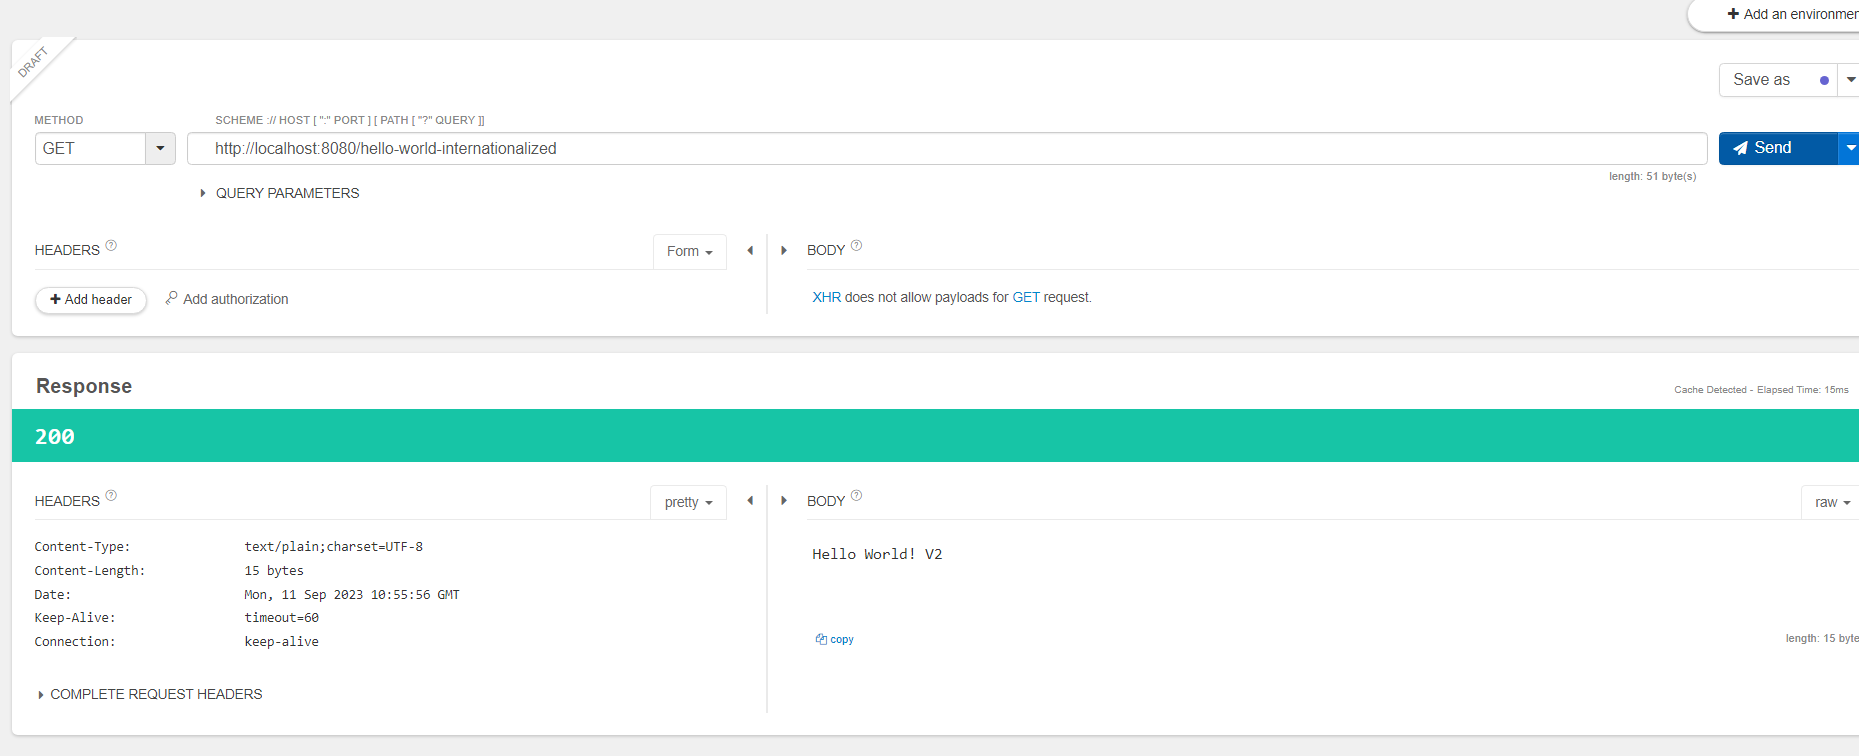 Add an environmen
DRAFT
Save as
METHOD
SCHEME :// HOST [ ":" PORT ] [ PATH [ "?" QUERY ]]
GET
http://localhost:8080/hello-world-internationalized
Send
length: 51 byte(s)
QUERY PARAMETERS
HEADERS ?
Form
BODY ?
Add header
Add authorization
XHR does not allow payloads for GET request.
Response
Cache Detected - Elapsed Time: 15ms
200
HEADERS ?
pretty
BODY ?
raw
Content-Type: text/plain;charset=UTF-8
Content-Length: 15 bytes
Date: Mon, 11 Sep 2023 10:55:56 GMT
Keep-Alive: timeout=60
Connection: keep-alive
Hello World! V2
copy
length: 15 byte
COMPLETE REQUEST HEADERS